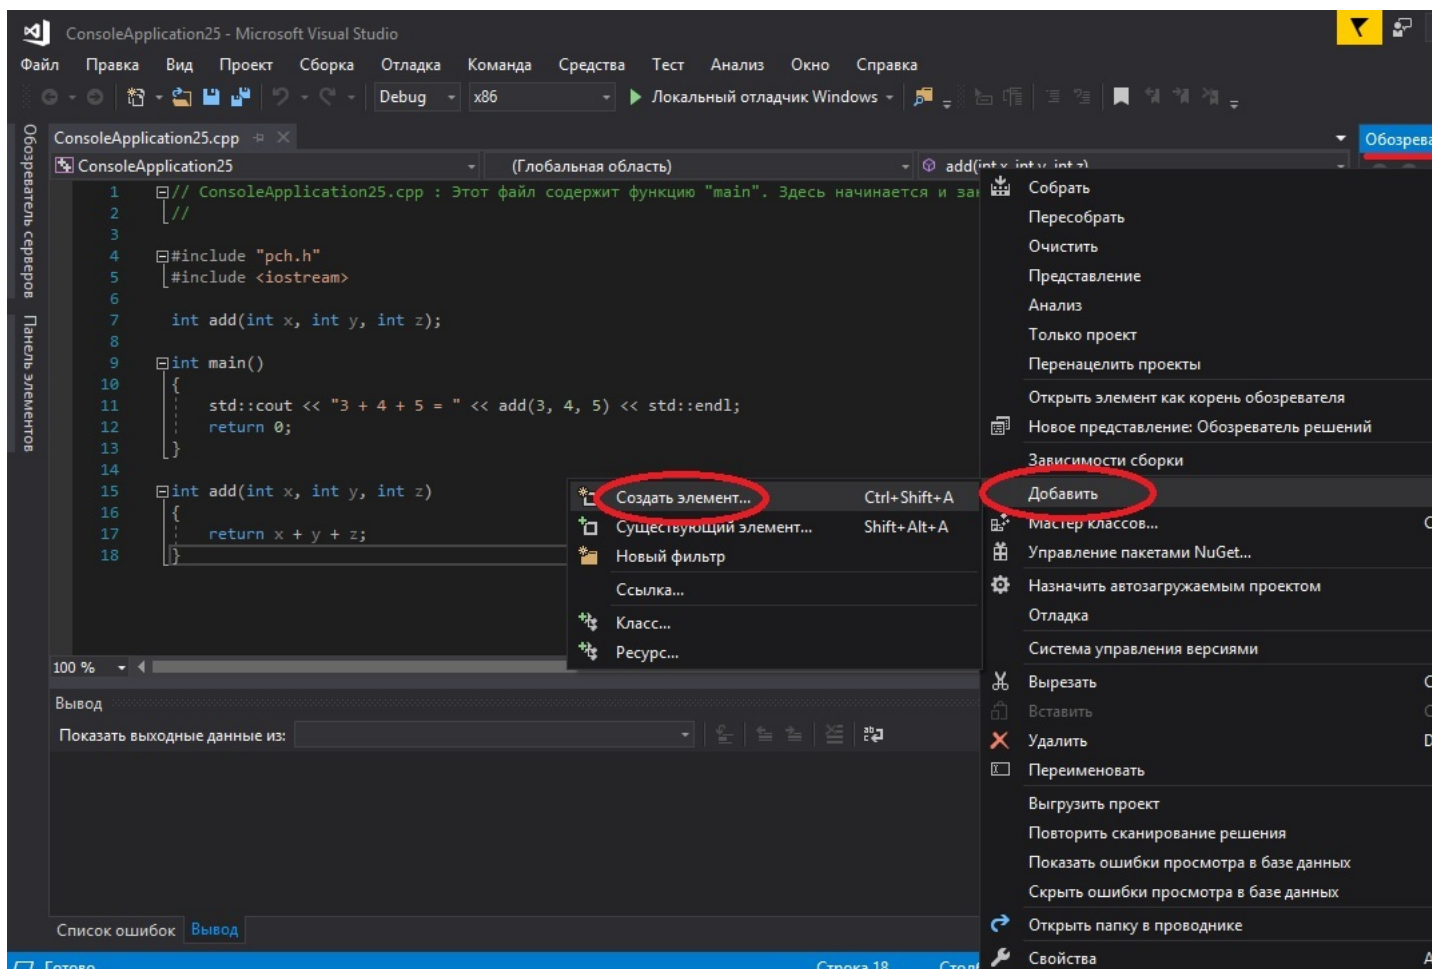 ConsoleApplication25 - Microsoft Visual Studio
Файл Правка Вид Проект Сборка Отладка Команда Средства Тест Анализ Окно Справка
Debug x86 Локальный отладчик Windows
Обозреватель серверов
Панель элементов
ConsoleApplication25.cpp
Обозрева
ConsoleApplication25 (Глобальная область) add(int x, int y, int z)
1 // ConsoleApplication25.cpp : Этот файл содержит функцию "main". Здесь начинается и за
2 //
3
4 #include "pch.h"
5 #include <iostream>
6
7 int add(int x, int y, int z);
8
9 int main()
10 {
11 std::cout << "3 + 4 + 5 = " << add(3, 4, 5) << std::endl;
12 return 0;
13 }
14
15 int add(int x, int y, int z)
16 {
17 return x + y + z;
18 }
100 %
Создать элемент... Ctrl+Shift+A
Существующий элемент... Shift+Alt+A
Новый фильтр
Ссылка...
Класс...
Ресурс...
Собрать
Пересобрать
Очистить
Представление
Анализ
Только проект
Перенацелить проекты
Открыть элемент как корень обозревателя
Новое представление: Обозреватель решений
Зависимости сборки
Добавить
Мастер классов... C
Управление пакетами NuGet...
Назначить автозагружаемым проектом
Отладка
Система управления версиями
Вырезать C
Вставить C
Удалить D
Переименовать
Выгрузить проект
Повторить сканирование решения
Показать ошибки просмотра в базе данных
Скрыть ошибки просмотра в базе данных
Открыть папку в проводнике
Свойства A
Вывод
Показать выходные данные из:
Список ошибок Вывод
Готово Строка 18